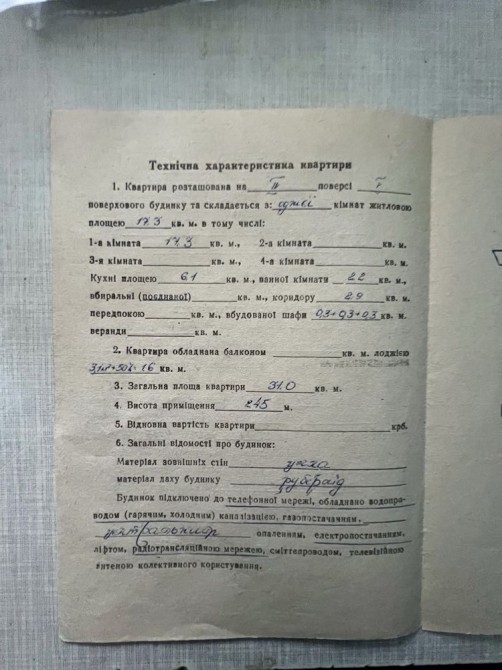 Технічна характеристика квартири
1. Квартира розташована на III поверсі V
поверхового будинку та складається з: однієї кімнат житловою
площею 17.3 кв. м. в тому числі:
1-а кімната 17,3 кв. м., 2-а кімната кв. м.
3-я кімната кв. м., 4-а кімната кв. м.
Кухні площею 6.1 кв. м., ванної кімнати 2.2 кв. м.,
вбиральні (поєднаної) кв. м., коридору 2.9 кв. м.
передпокою кв. м., вбудованої шафи 0,3+0,3+0,3 кв. м.
веранди кв. м.
2. Квартира обладнана балконом кв. м. лоджією
1.6 кв. м.
3. Загальна площа квартири 31.0 кв. м.
4. Висота приміщення 2.45 м.
5. Відновна вартість квартири крб.
6. Загальні відомості про будинок:
Матеріал зовнішніх стін
матеріал даху будинку руберойд
Будинок підключено до телефонної мережі, обладнано водопро-
водом (гарячим, холодним) каналізацією, газопостачанням,
опаленням, електропостачанням,
ліфтом, радіотрансляційною мережею, сміттєпроводом, телевізійною
антеною колективного користування.